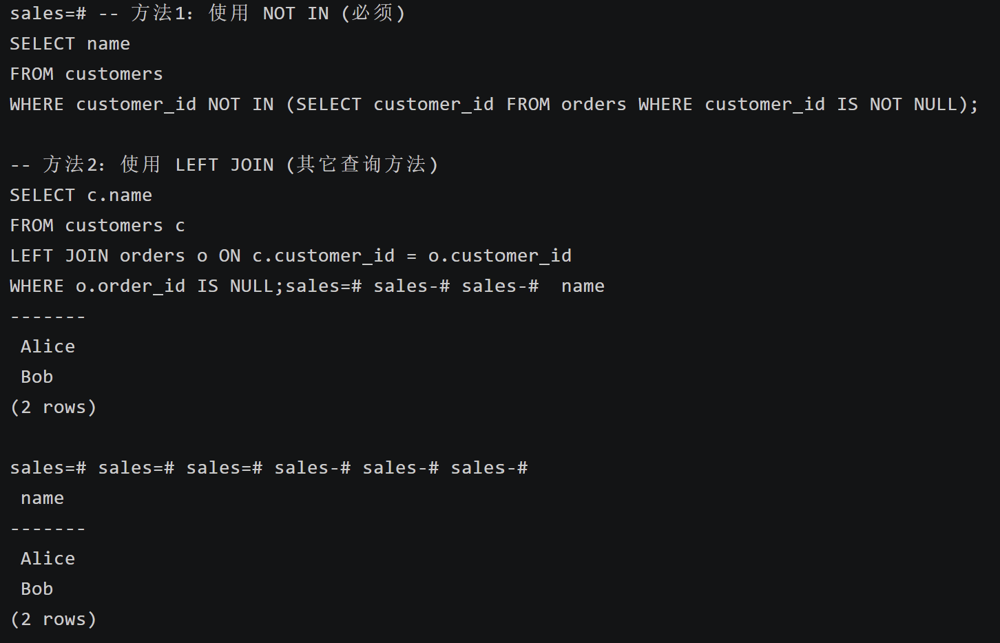 sales=# -- 方法1：使用 NOT IN (必须)
SELECT name
FROM customers
WHERE customer_id NOT IN (SELECT customer_id FROM orders WHERE customer_id IS NOT NULL);
-- 方法2：使用 LEFT JOIN (其它查询方法)
SELECT c.name
FROM customers c
LEFT JOIN orders o ON c.customer_id = o.customer_id
WHERE o.order_id IS NULL;sales=# sales-# sales-#  name
-------
 Alice
 Bob
(2 rows)
sales=# sales=# sales=# sales-# sales-# sales-#
 name
-------
 Alice
 Bob
(2 rows)